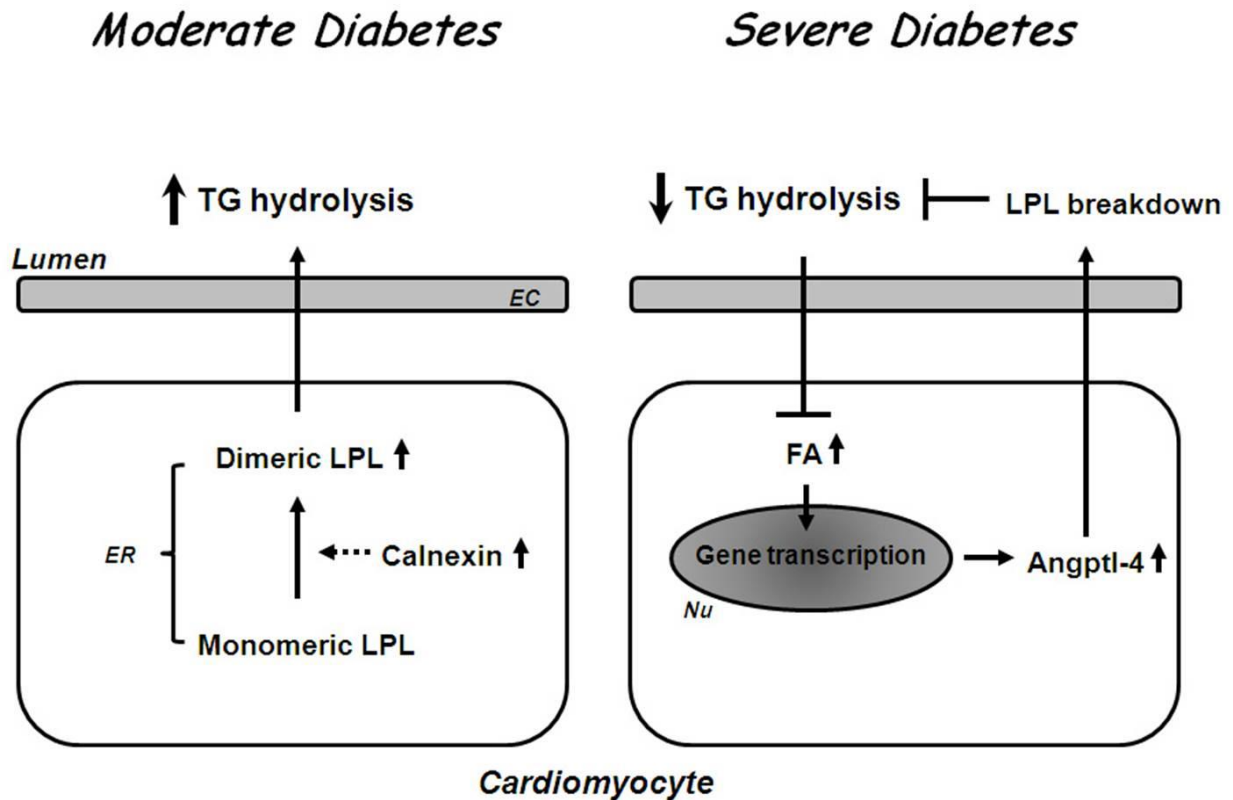 Moderate Diabetes
Severe Diabetes
TG hydrolysis
TG hydrolysis
LPL breakdown
Lumen
EC
Dimeric LPL
FA
ER
Calnexin
Gene transcription
Angptl-4
Nu
Monomeric LPL
Cardiomyocyte